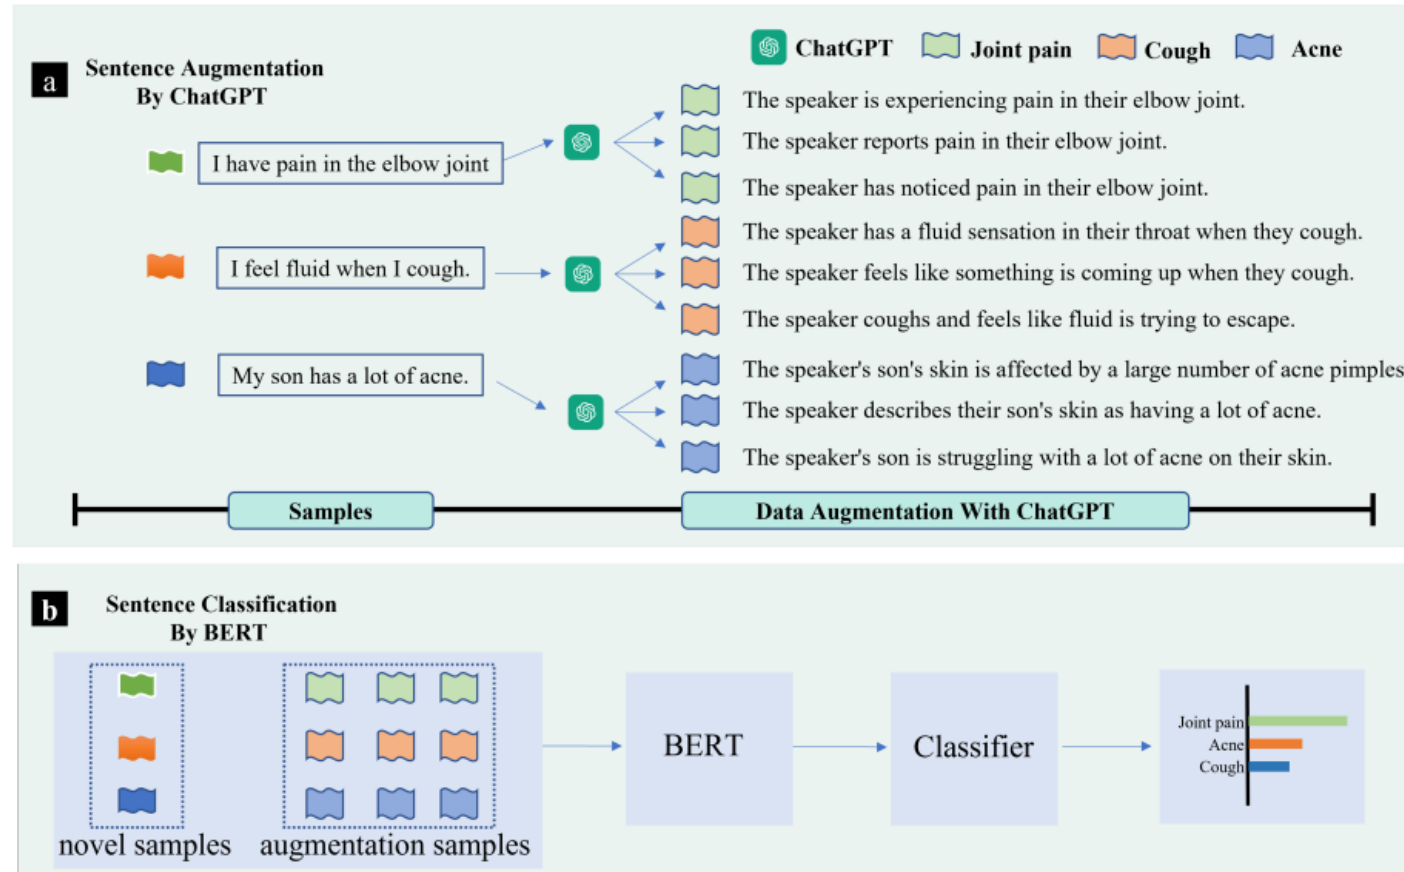 ChatGPT
Joint pain
Cough
Acne
a
Sentence Augmentation
By ChatGPT
I have pain in the elbow joint
The speaker is experiencing pain in their elbow joint.
The speaker reports pain in their elbow joint.
The speaker has noticed pain in their elbow joint.
I feel fluid when I cough.
The speaker has a fluid sensation in their throat when they cough.
The speaker feels like something is coming up when they cough.
The speaker coughs and feels like fluid is trying to escape.
My son has a lot of acne.
The speaker's son's skin is affected by a large number of acne pimples
The speaker describes their son's skin as having a lot of acne.
The speaker's son is struggling with a lot of acne on their skin.
Samples
Data Augmentation With ChatGPT
b
Sentence Classification
By BERT
novel samples
augmentation samples
BERT
Classifier
Joint pain
Acne
Cough